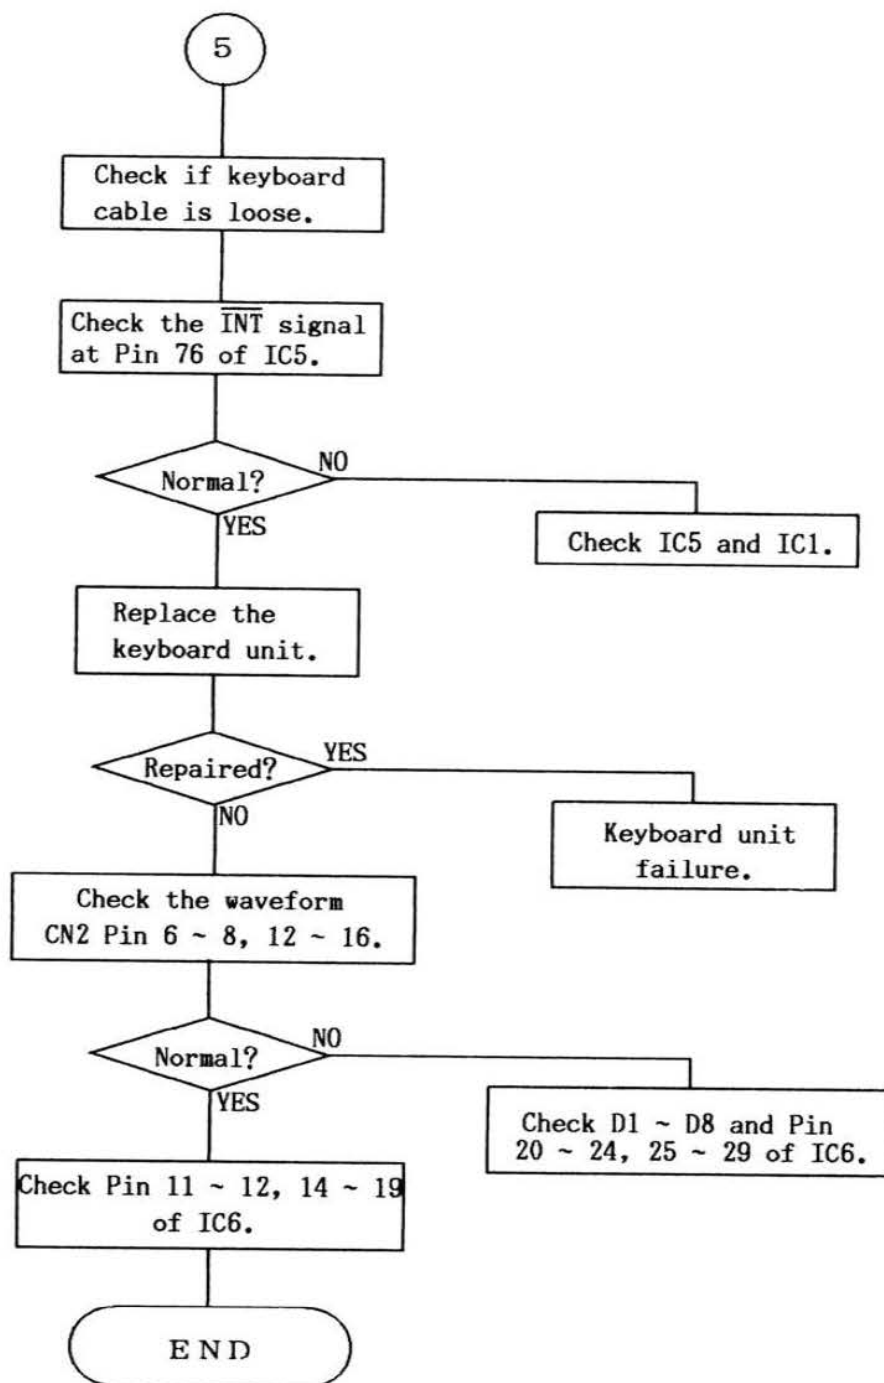 5
Check if keyboard
cable is loose.
Check the I̅N̅T̅ signal
at Pin 76 of IC5.
Normal?
NO
YES
Check IC5 and IC1.
Replace the
keyboard unit.
Repaired?
YES
NO
Keyboard unit
failure.
Check the waveform
CN2 Pin 6 ~ 8, 12 ~ 16.
Normal?
NO
YES
Check D1 ~ D8 and Pin
20 ~ 24, 25 ~ 29 of IC6.
Check Pin 11 ~ 12, 14 ~ 19
of IC6.
END